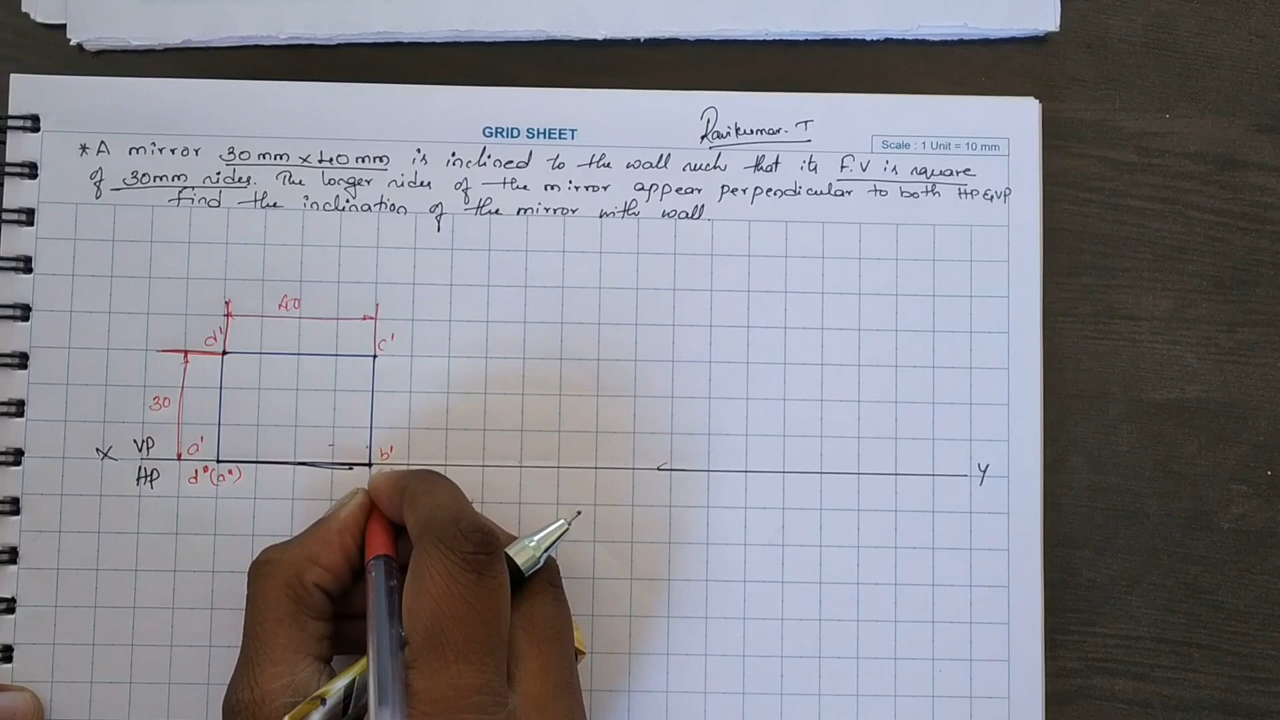 Ravikumar. T
GRID SHEET
Scale : 1 Unit = 10 mm
* A mirror 30mm x 40mm is inclined to the wall such that its F.V is square
of 30mm sides. The longer sides of the mirror appear perpendicular to both HP & VP
find the inclination of the mirror with wall.
40
d' c'
30
X VP a' b'
HP d"(a") Y